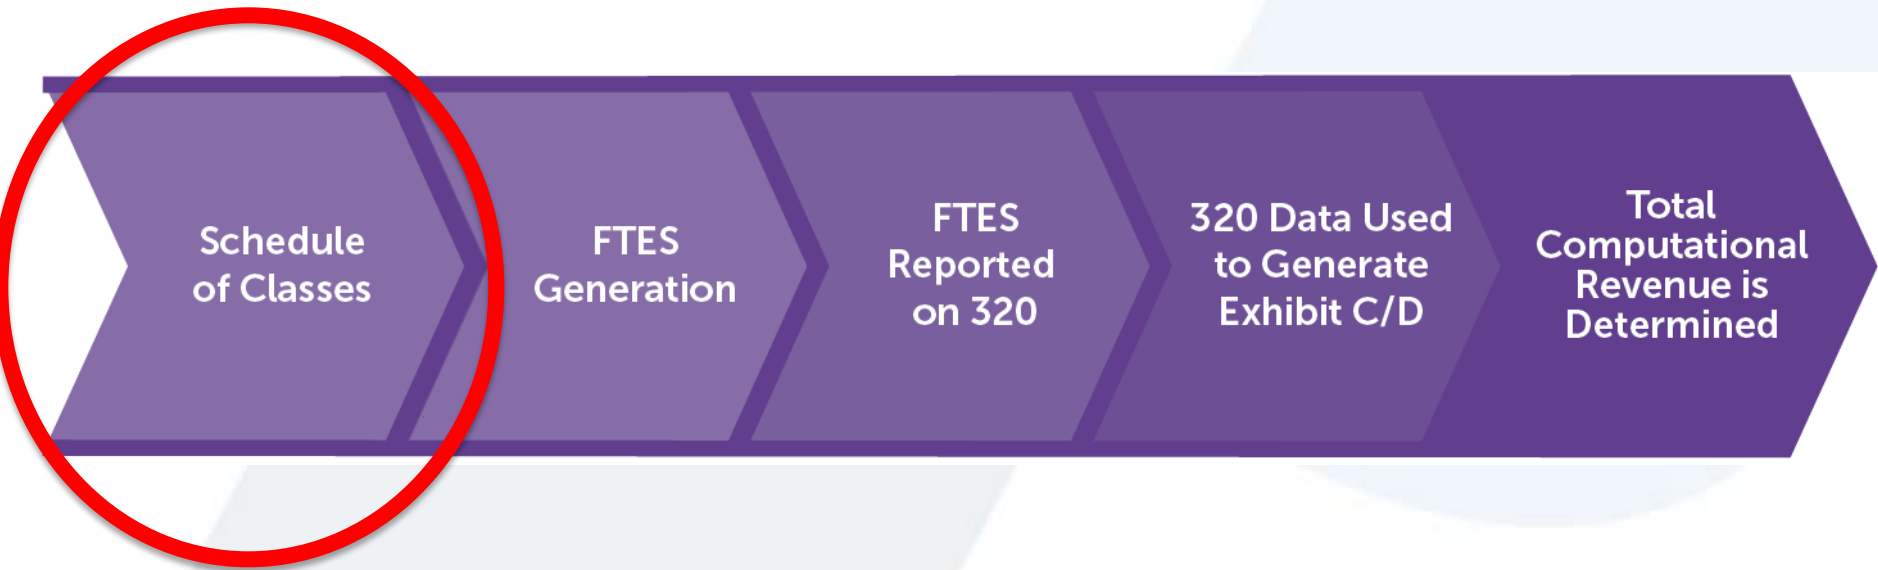 Schedule
of Classes
FTES
Generation
FTES
Reported
on 320
320 Data Used
to Generate
Exhibit C/D
Total
Computational
Revenue is
Determined